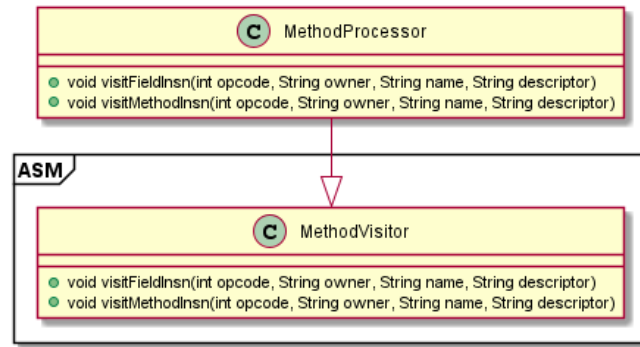 C MethodProcessor
void visitFieldInsn(int opcode, String owner, String name, String descriptor)
void visitMethodInsn(int opcode, String owner, String name, String descriptor)
ASM
C MethodVisitor
void visitFieldInsn(int opcode, String owner, String name, String descriptor)
void visitMethodInsn(int opcode, String owner, String name, String descriptor)